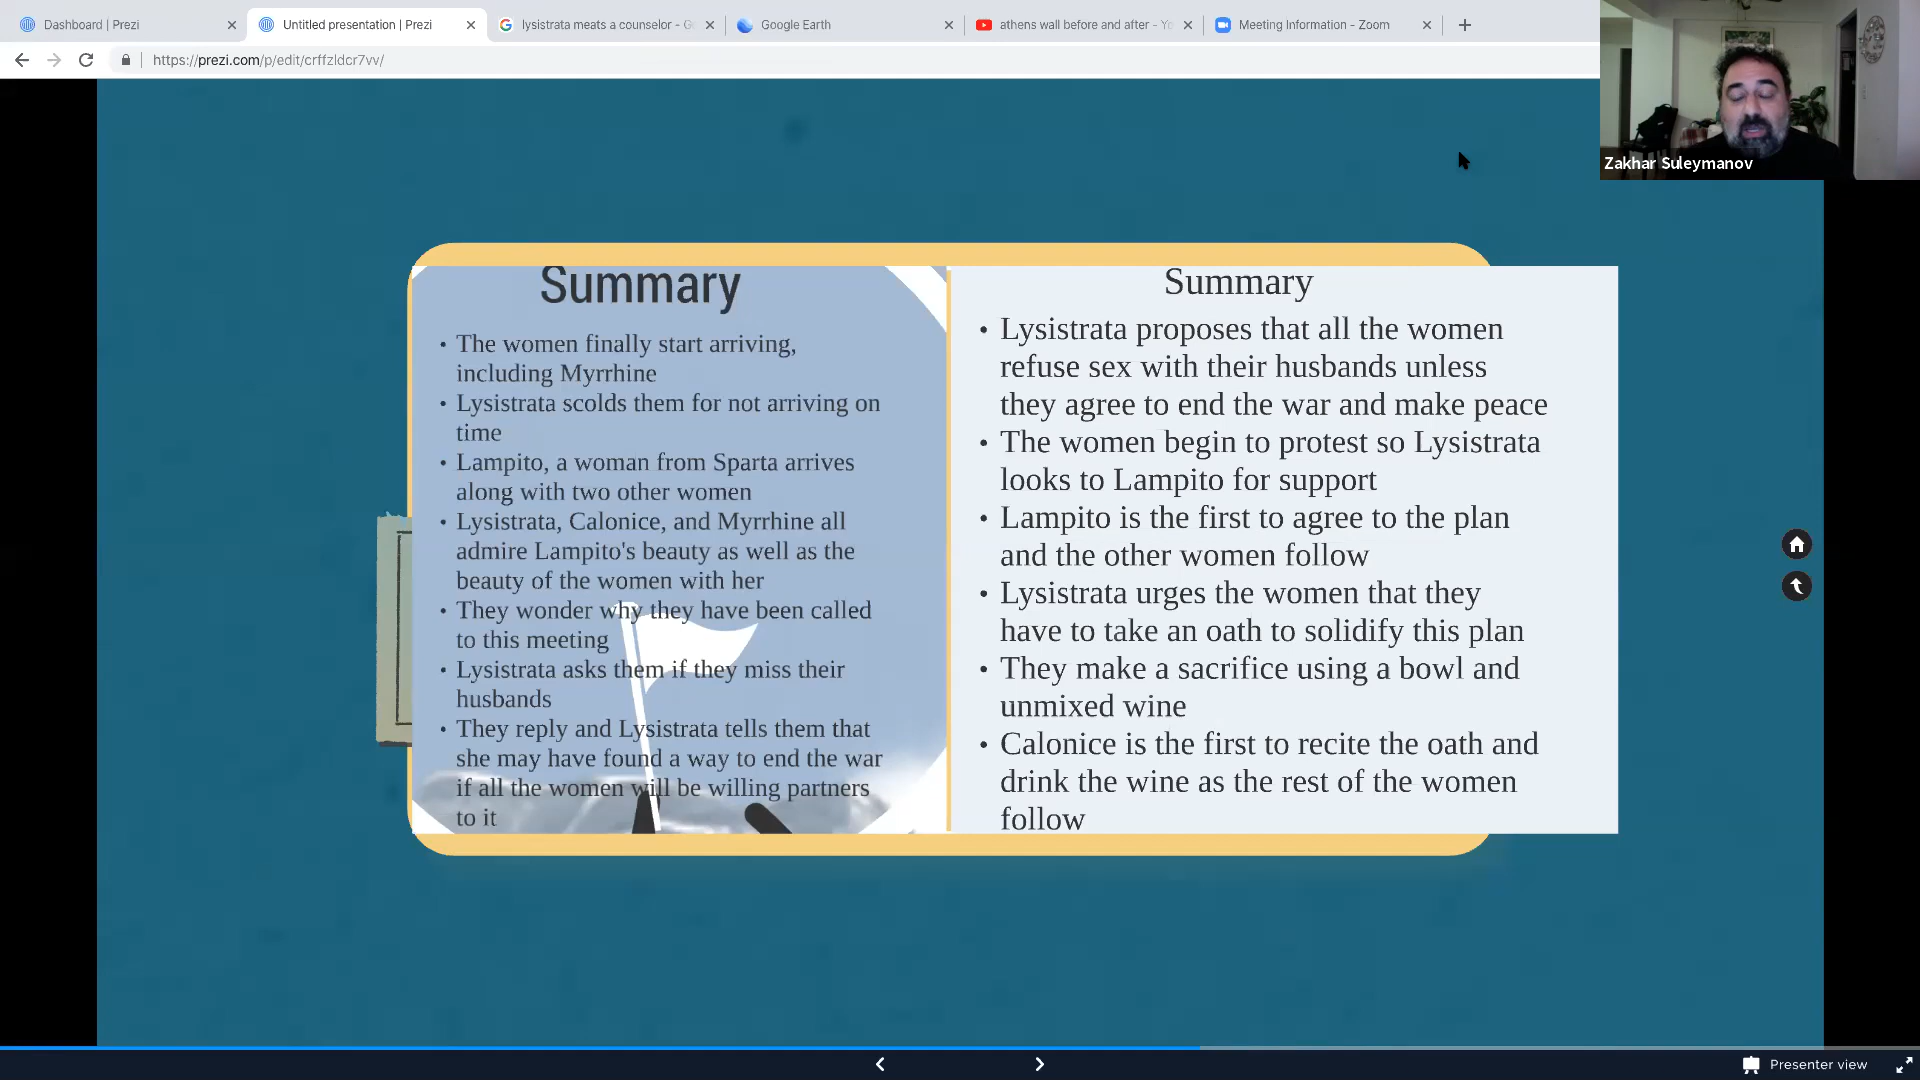 Dashboard | Prezi
Untitled presentation | Prezi
lysistrata meats a counselor - G
Google Earth
athens wall before and after - Yo
Meeting Information - Zoom
https://prezi.com/p/edit/crffzldcr7vv/
Zakhar Suleymanov
Summary
• The women finally start arriving,
including Myrrhine
• Lysistrata scolds them for not arriving on
time
• Lampito, a woman from Sparta arrives
along with two other women
• Lysistrata, Calonice, and Myrrhine all
admire Lampito's beauty as well as the
beauty of the women with her
• They wonder why they have been called
to this meeting
• Lysistrata asks them if they miss their
husbands
• They reply and Lysistrata tells them that
she may have found a way to end the war
if all the women will be willing partners
to it
Summary
• Lysistrata proposes that all the women
refuse sex with their husbands unless
they agree to end the war and make peace
• The women begin to protest so Lysistrata
looks to Lampito for support
• Lampito is the first to agree to the plan
and the other women follow
• Lysistrata urges the women that they
have to take an oath to solidify this plan
• They make a sacrifice using a bowl and
unmixed wine
• Calonice is the first to recite the oath and
drink the wine as the rest of the women
follow
Presenter view